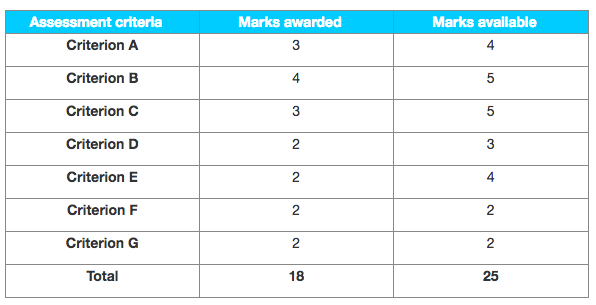 Assessment criteria Marks awarded Marks available
Criterion A 3 4
Criterion B 4 5
Criterion C 3 5
Criterion D 2 3
Criterion E 2 4
Criterion F 2 2
Criterion G 2 2
Total 18 25